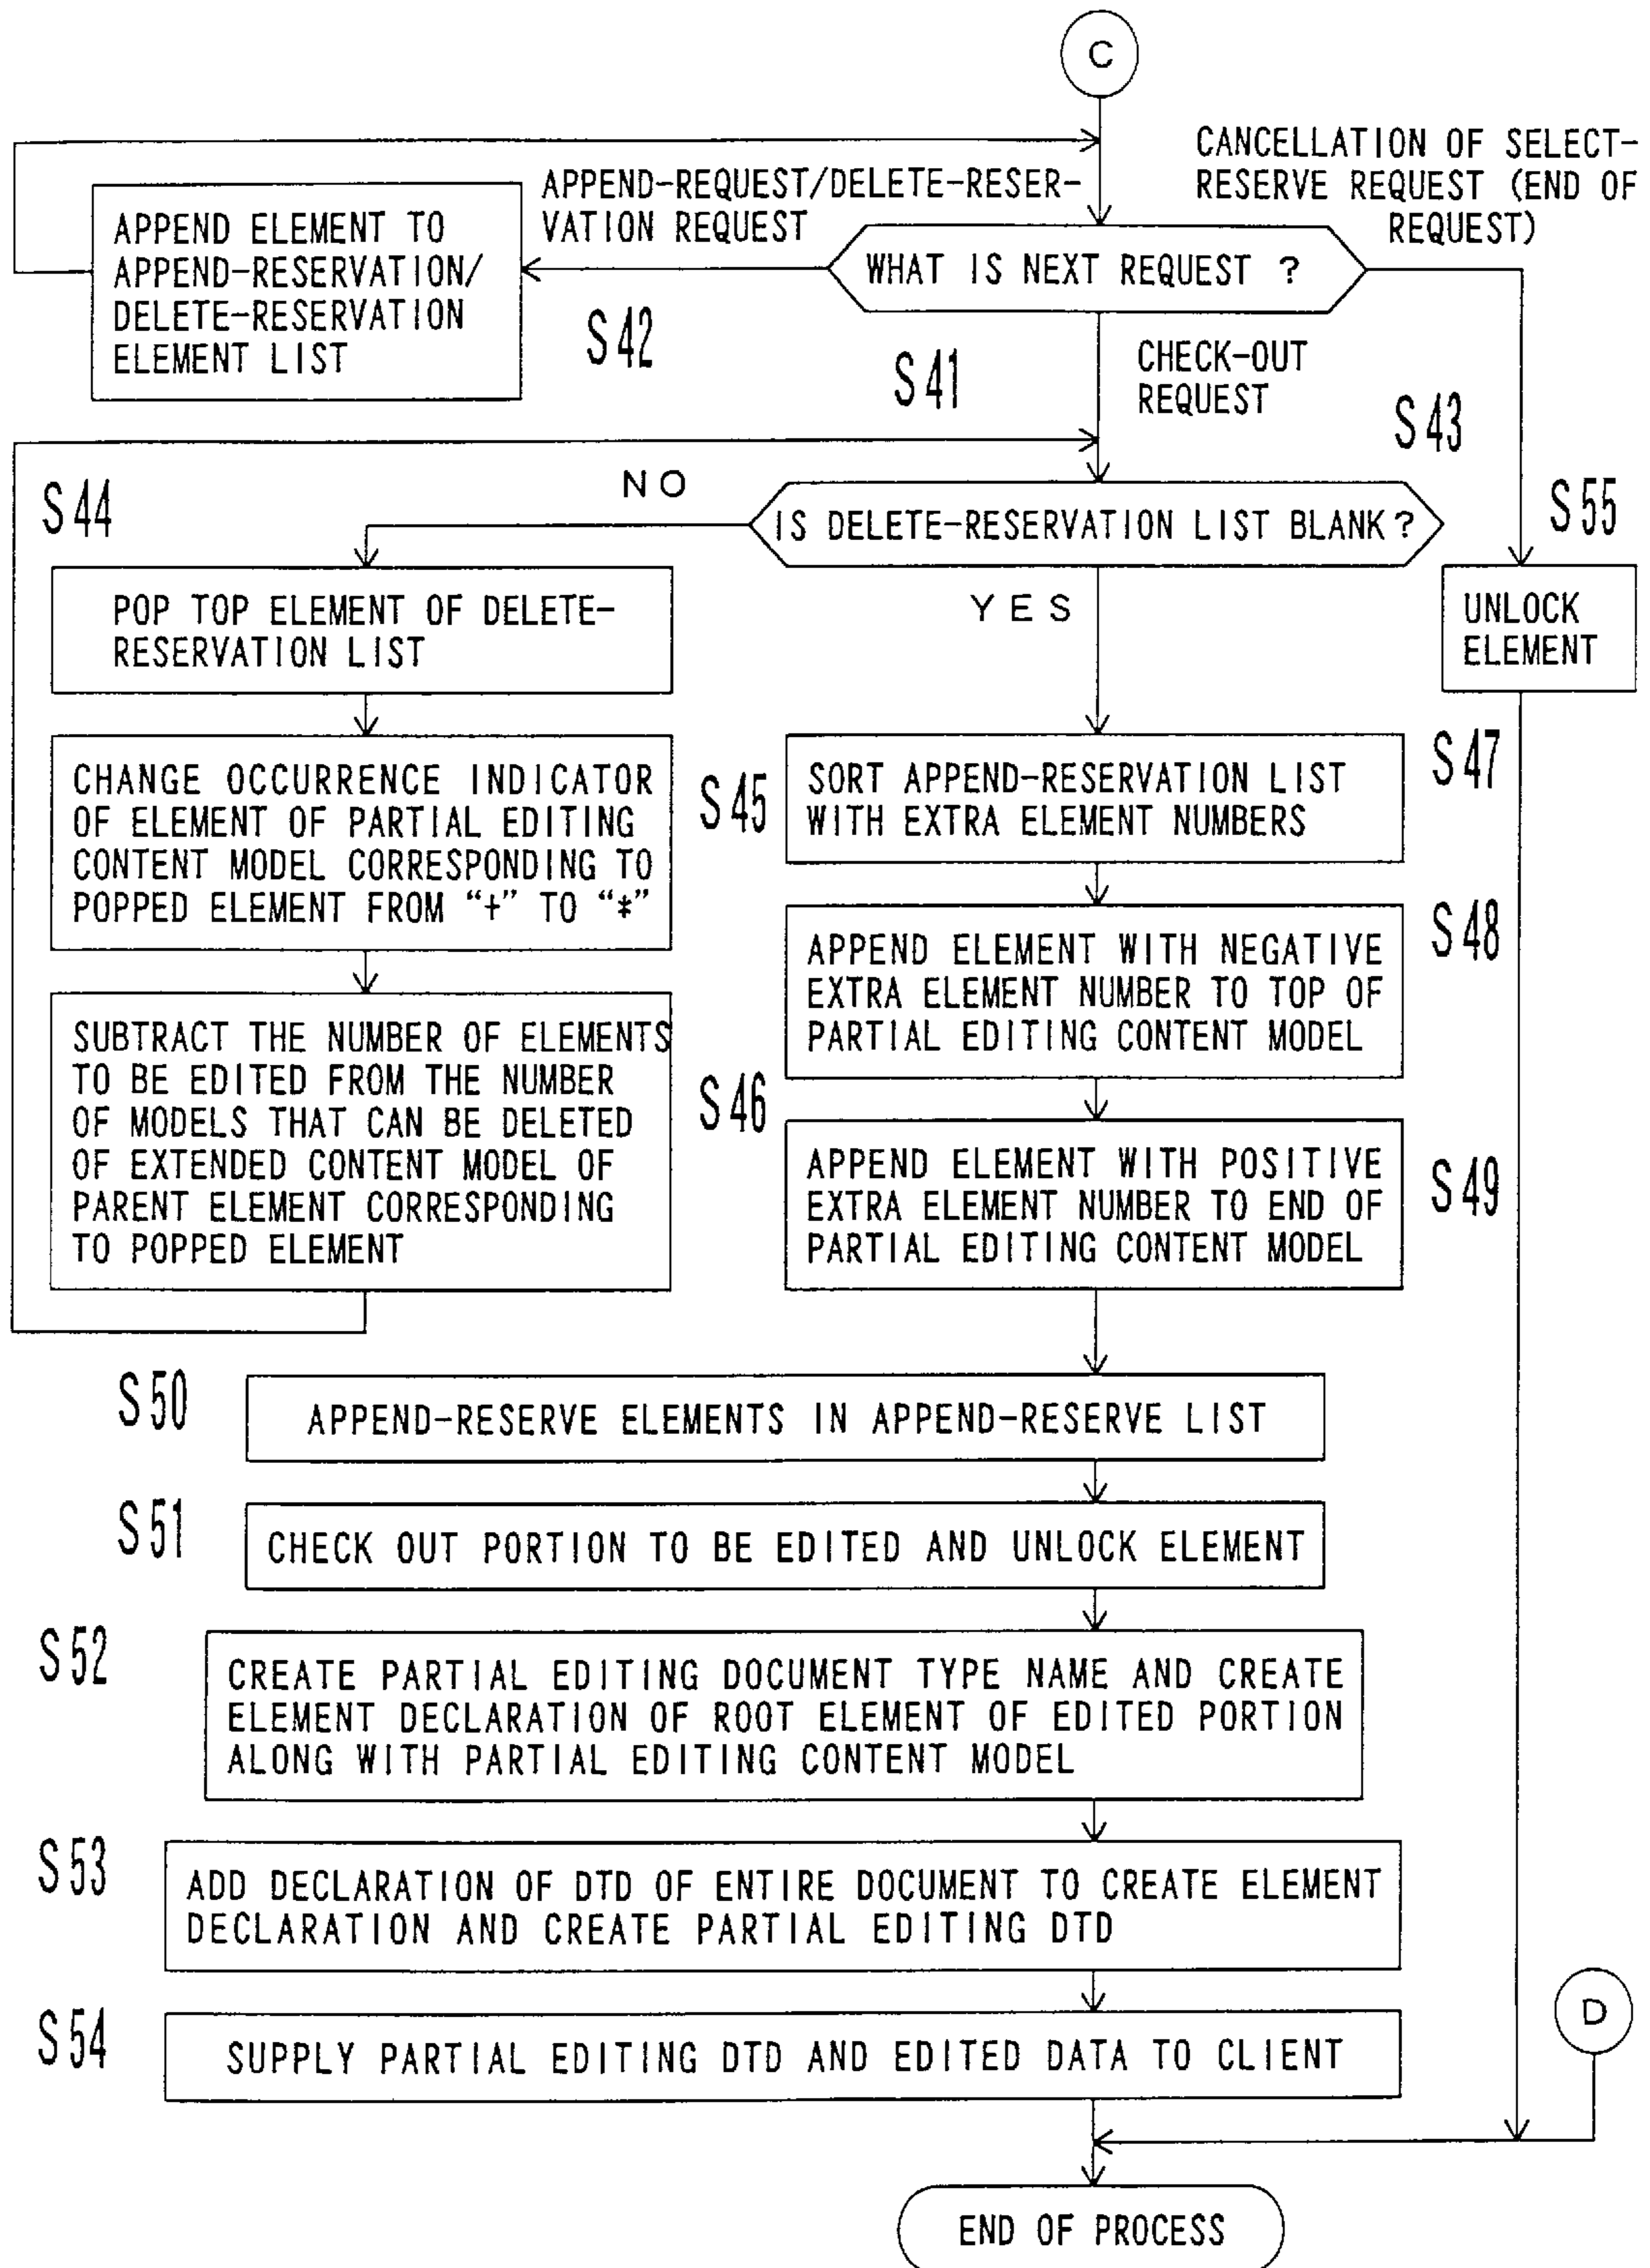 C
CANCELLATION OF SELECT-
RESERVE REQUEST (END OF
REQUEST)
APPEND-REQUEST/DELETE-RESER-
VATION REQUEST
APPEND ELEMENT TO
APPEND-RESERVATION/
DELETE-RESERVATION
ELEMENT LIST
WHAT IS NEXT REQUEST ?
S42
S41
CHECK-OUT
REQUEST
S43
S44
NO
IS DELETE-RESERVATION LIST BLANK?
S55
POP TOP ELEMENT OF DELETE-
RESERVATION LIST
YES
UNLOCK
ELEMENT
CHANGE OCCURRENCE INDICATOR
OF ELEMENT OF PARTIAL EDITING
CONTENT MODEL CORRESPONDING TO
POPPED ELEMENT FROM “+” TO “*”
S45
SORT APPEND-RESERVATION LIST
WITH EXTRA ELEMENT NUMBERS
S47
APPEND ELEMENT WITH NEGATIVE
EXTRA ELEMENT NUMBER TO TOP OF
PARTIAL EDITING CONTENT MODEL
S48
SUBTRACT THE NUMBER OF ELEMENTS
TO BE EDITED FROM THE NUMBER
OF MODELS THAT CAN BE DELETED
OF EXTENDED CONTENT MODEL OF
PARENT ELEMENT CORRESPONDING
TO POPPED ELEMENT
S46
APPEND ELEMENT WITH POSITIVE
EXTRA ELEMENT NUMBER TO END OF
PARTIAL EDITING CONTENT MODEL
S49
S50
APPEND-RESERVE ELEMENTS IN APPEND-RESERVE LIST
S51
CHECK OUT PORTION TO BE EDITED AND UNLOCK ELEMENT
S52
CREATE PARTIAL EDITING DOCUMENT TYPE NAME AND CREATE
ELEMENT DECLARATION OF ROOT ELEMENT OF EDITED PORTION
ALONG WITH PARTIAL EDITING CONTENT MODEL
S53
ADD DECLARATION OF DTD OF ENTIRE DOCUMENT TO CREATE ELEMENT
DECLARATION AND CREATE PARTIAL EDITING DTD
D
S54
SUPPLY PARTIAL EDITING DTD AND EDITED DATA TO CLIENT
END OF PROCESS